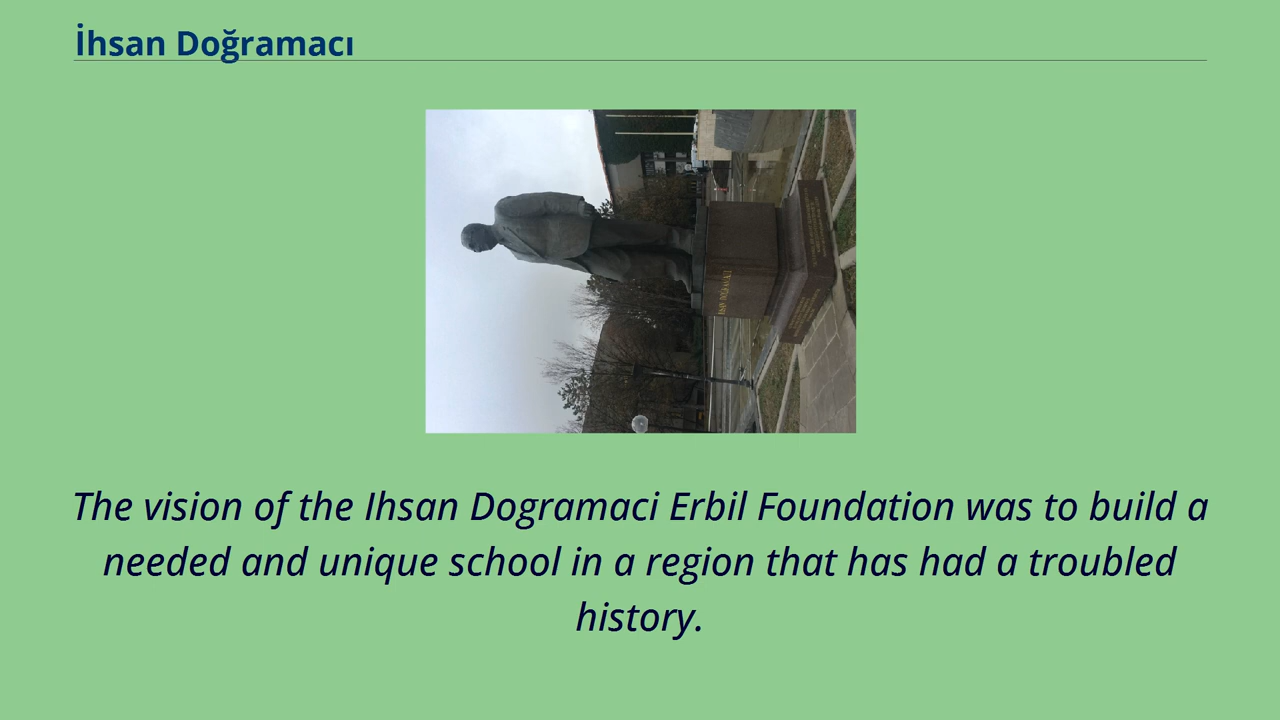 İhsan Doğramacı
The vision of the Ihsan Dogramaci Erbil Foundation was to build a
needed and unique school in a region that has had a troubled
history.